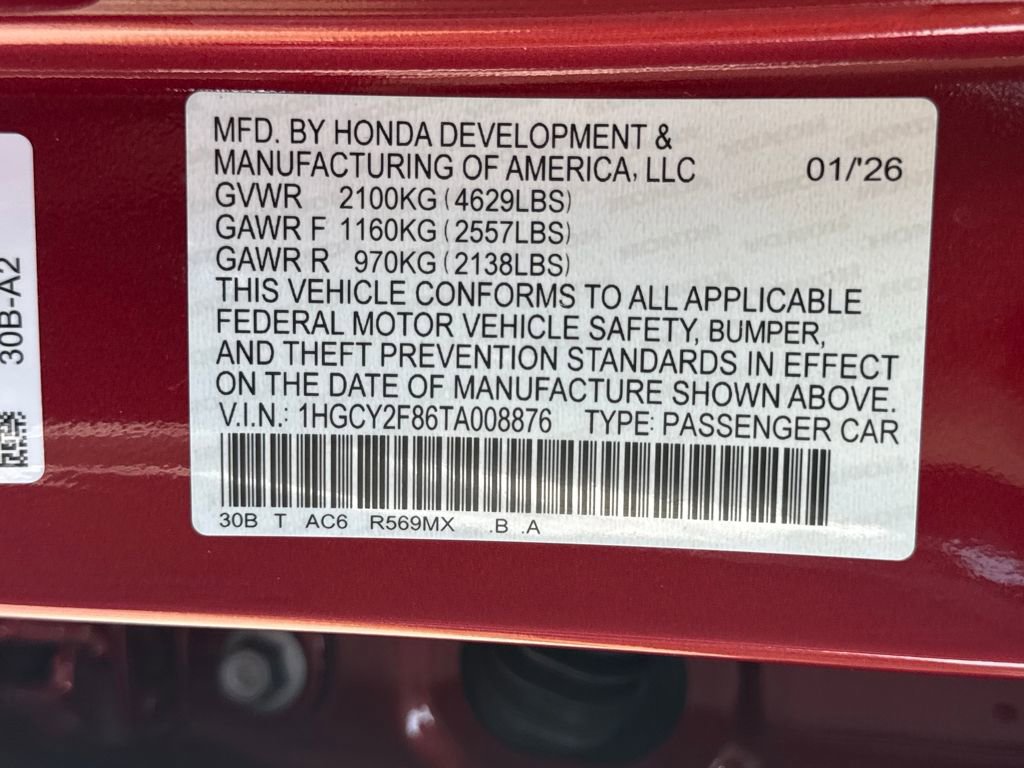 MFD. BY HONDA DEVELOPMENT &
MANUFACTURING OF AMERICA, LLC 01/'26
GVWR 2100KG (4629LBS)
GAWR F 1160KG (2557LBS)
GAWR R 970KG (2138LBS)
THIS VEHICLE CONFORMS TO ALL APPLICABLE
FEDERAL MOTOR VEHICLE SAFETY, BUMPER,
AND THEFT PREVENTION STANDARDS IN EFFECT
ON THE DATE OF MANUFACTURE SHOWN ABOVE.
V.I.N.: 1HGCY2F86TA008876 TYPE: PASSENGER CAR
30B T AC6 R569MX .B .A
30B-A2